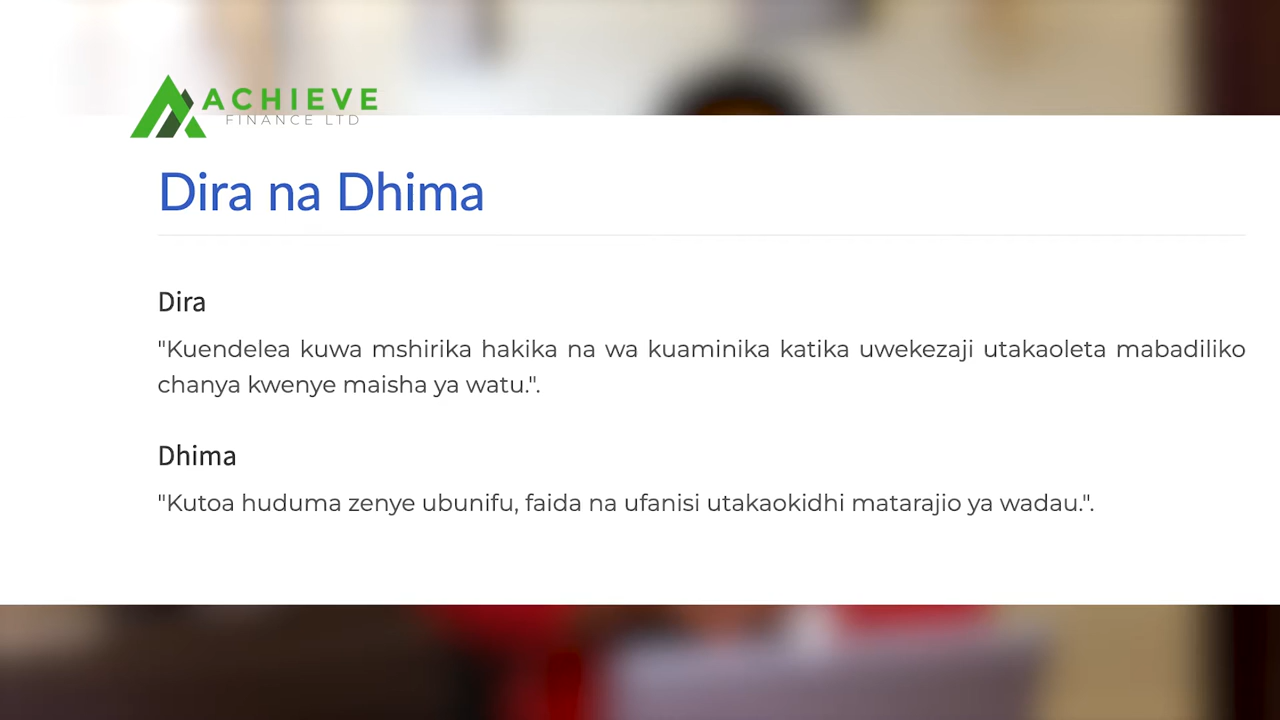 ACHIEVE
FINANCE LTD
Dira na Dhima
Dira
"Kuendelea kuwa mshirika hakika na wa kuaminika katika uwekezaji utakaoleta mabadiliko
chanya kwenye maisha ya watu.".
Dhima
"Kutoa huduma zenye ubunifu, faida na ufanisi utakaokidhi matarajio ya wadau.".